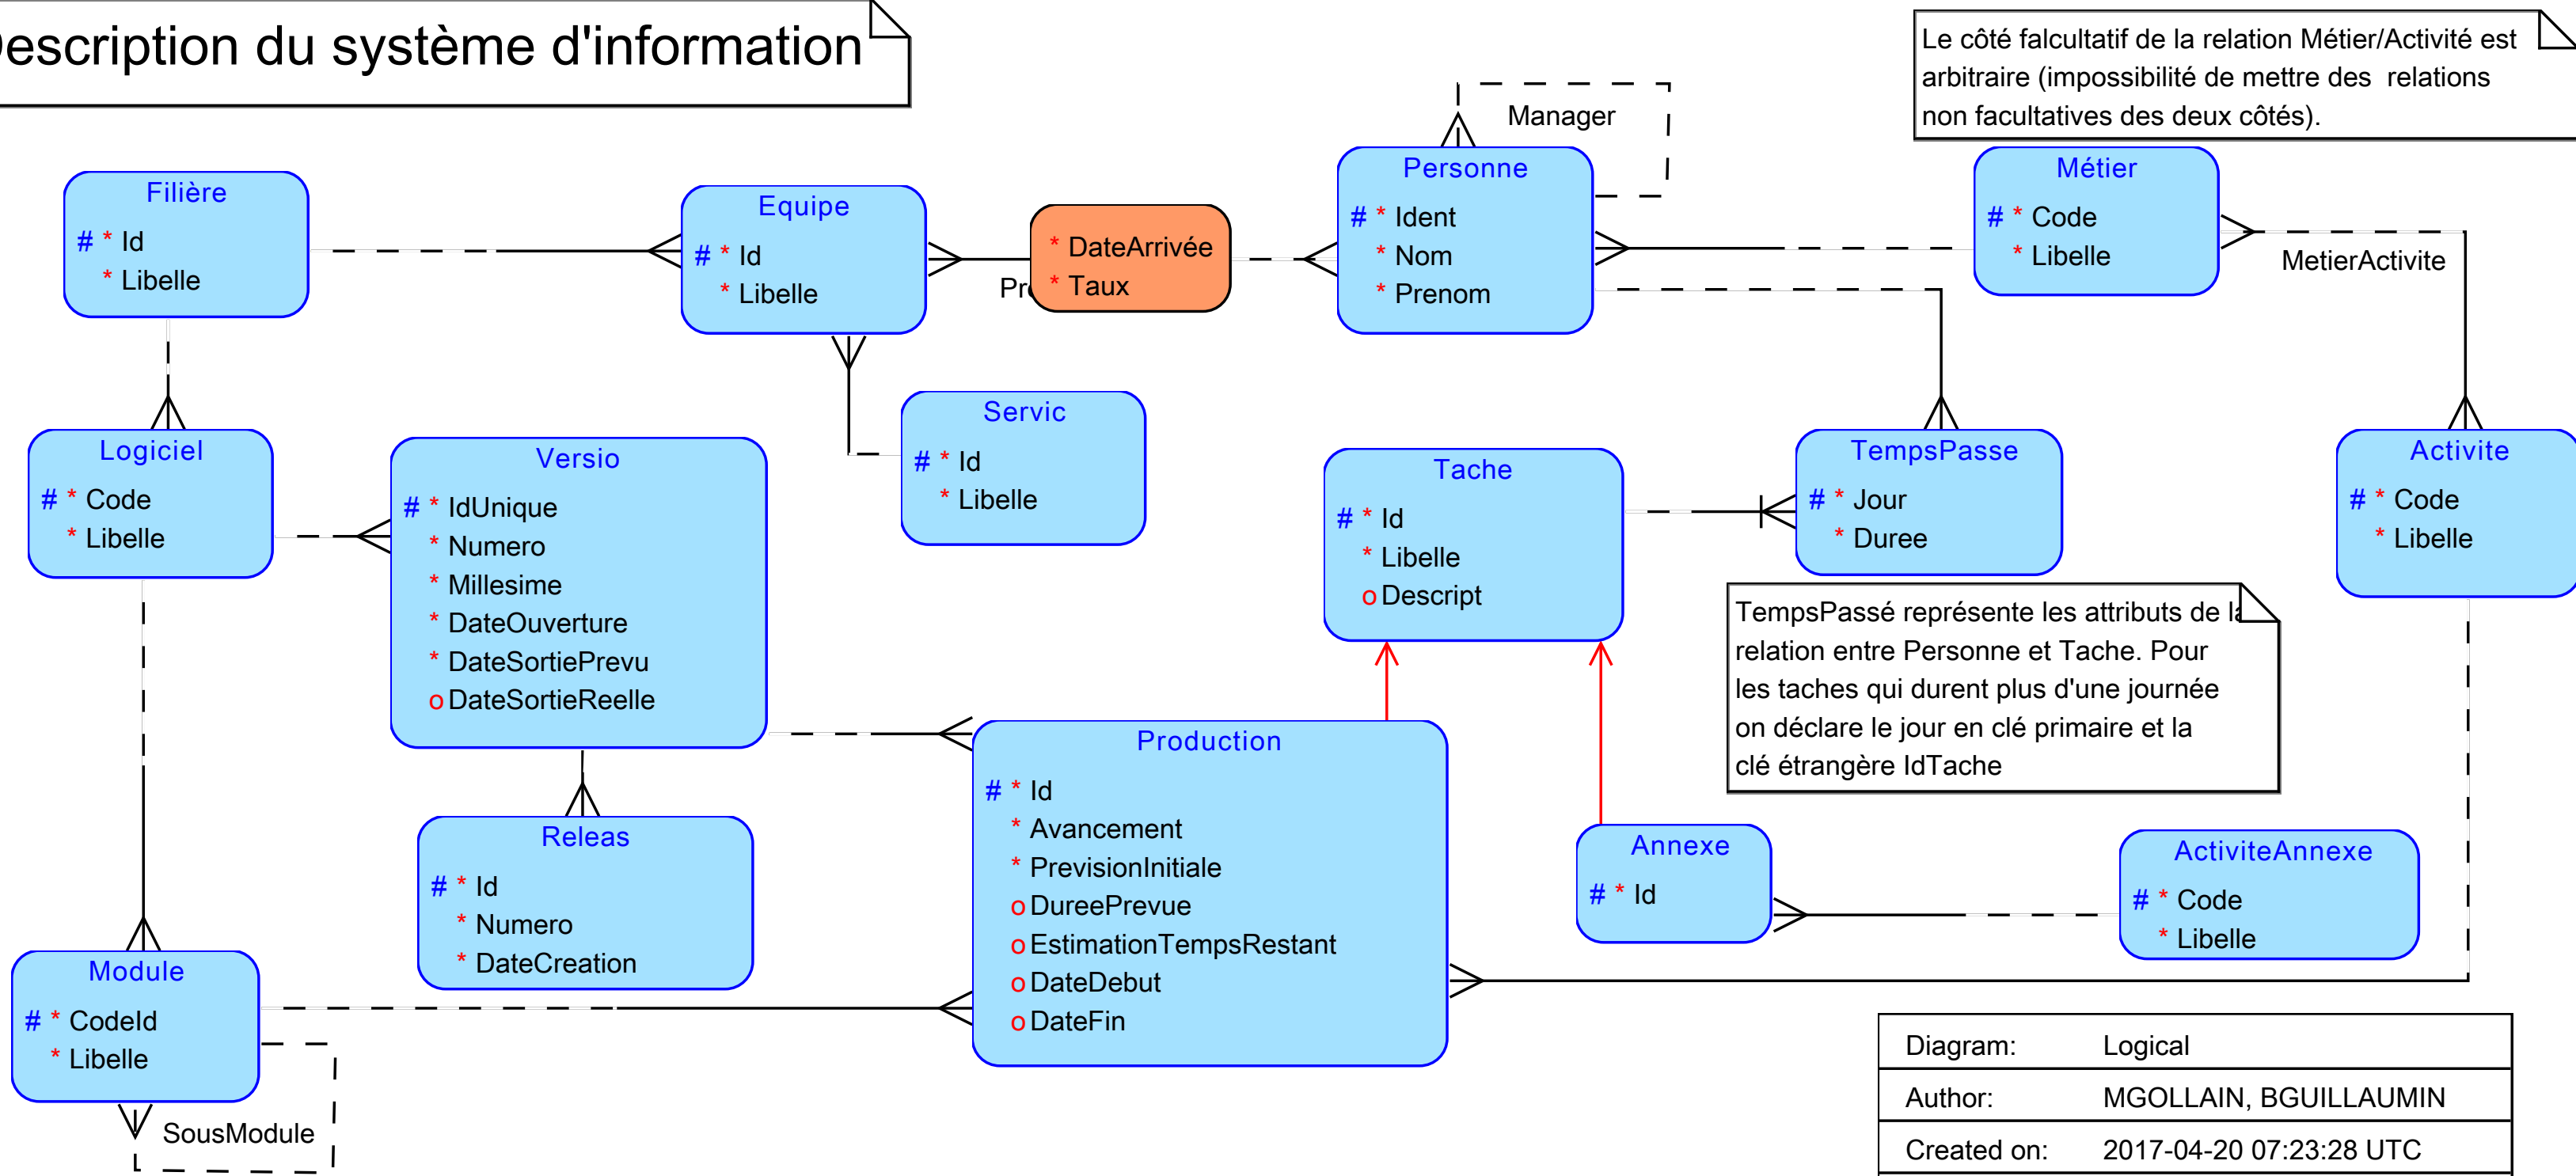 escription du système d'information
Le côté falcultatif de la relation Métier/Activité est
arbitraire (impossibilité de mettre des relations
non facultatives des deux côtés).
Manager
Filière
# * Id
* Libelle
Equipe
# * Id
* Libelle
* DateArrivée
* Taux
Personne
# * Ident
* Nom
* Prenom
Métier
# * Code
* Libelle
MetierActivite
Logiciel
# * Code
* Libelle
Versio
# * IdUnique
* Numero
* Millesime
* DateOuverture
* DateSortiePrevu
o DateSortieReelle
Servic
# * Id
* Libelle
Tache
# * Id
* Libelle
o Descript
TempsPasse
# * Jour
* Duree
Activite
# * Code
* Libelle
TempsPassé représente les attributs de la
relation entre Personne et Tache. Pour
les taches qui durent plus d'une journée
on déclare le jour en clé primaire et la
clé étrangère IdTache
Releas
# * Id
* Numero
* DateCreation
Production
# * Id
* Avancement
* PrevisionInitiale
o DureePrevue
o EstimationTempsRestant
o DateDebut
o DateFin
Annexe
# * Id
ActiviteAnnexe
# * Code
* Libelle
Module
# * CodeId
* Libelle
SousModule
Diagram: Logical
Author: MGOLLAIN, BGUILLAUMIN
Created on: 2017-04-20 07:23:28 UTC